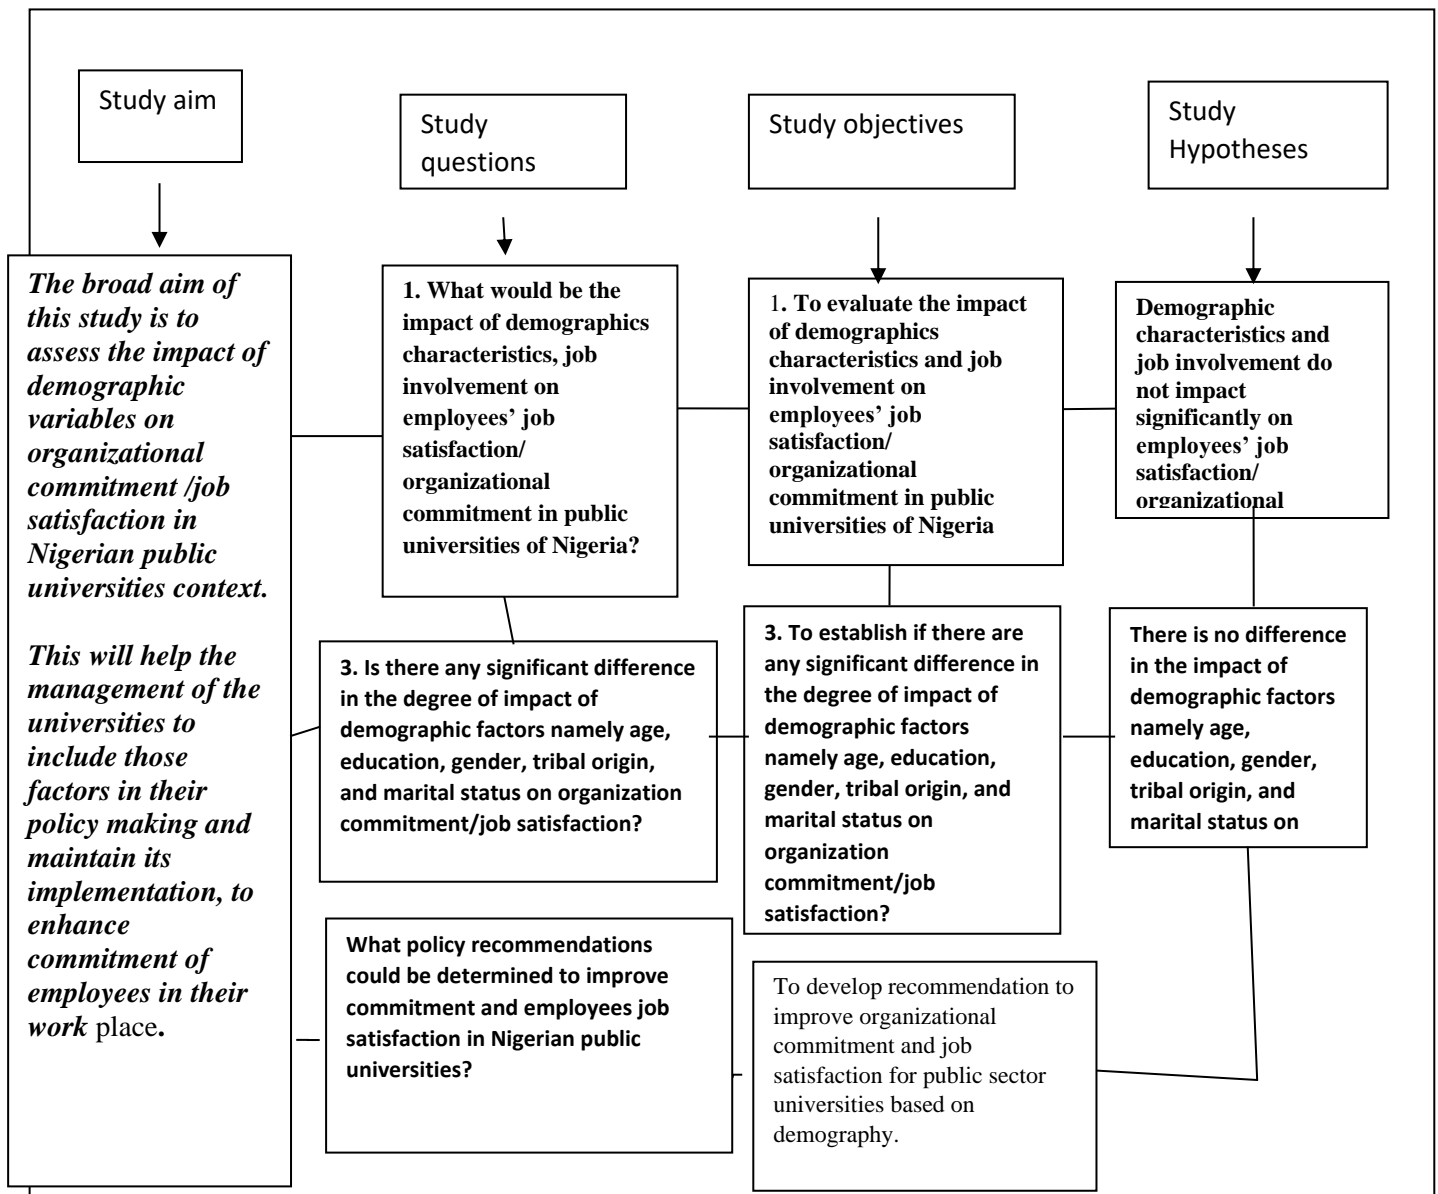 Study aim
Study
questions
Study objectives
Study
Hypotheses
The broad aim of
this study is to
assess the impact of
demographic
variables on
organizational
commitment /job
satisfaction in
Nigerian public
universities context.
This will help the
management of the
universities to
include those
factors in their
policy making and
maintain its
implementation, to
enhance
commitment of
employees in their
work place.
1. What would be the
impact of demographics
characteristics, job
involvement on
employees’ job
satisfaction/
organizational
commitment in public
universities of Nigeria?
1. To evaluate the impact
of demographics
characteristics and job
involvement on
employees’ job
satisfaction/
organizational
commitment in public
universities of Nigeria
Demographic
characteristics and
job involvement do
not impact
significantly on
employees’ job
satisfaction/
organizational
3. Is there any significant difference
in the degree of impact of
demographic factors namely age,
education, gender, tribal origin,
and marital status on organization
commitment/job satisfaction?
3. To establish if there are
any significant difference in
the degree of impact of
demographic factors
namely age, education,
gender, tribal origin, and
marital status on
organization
commitment/job
satisfaction?
There is no difference
in the impact of
demographic factors
namely age,
education, gender,
tribal origin, and
marital status on
What policy recommendations
could be determined to improve
commitment and employees job
satisfaction in Nigerian public
universities?
To develop recommendation to
improve organizational
commitment and job
satisfaction for public sector
universities based on
demography.